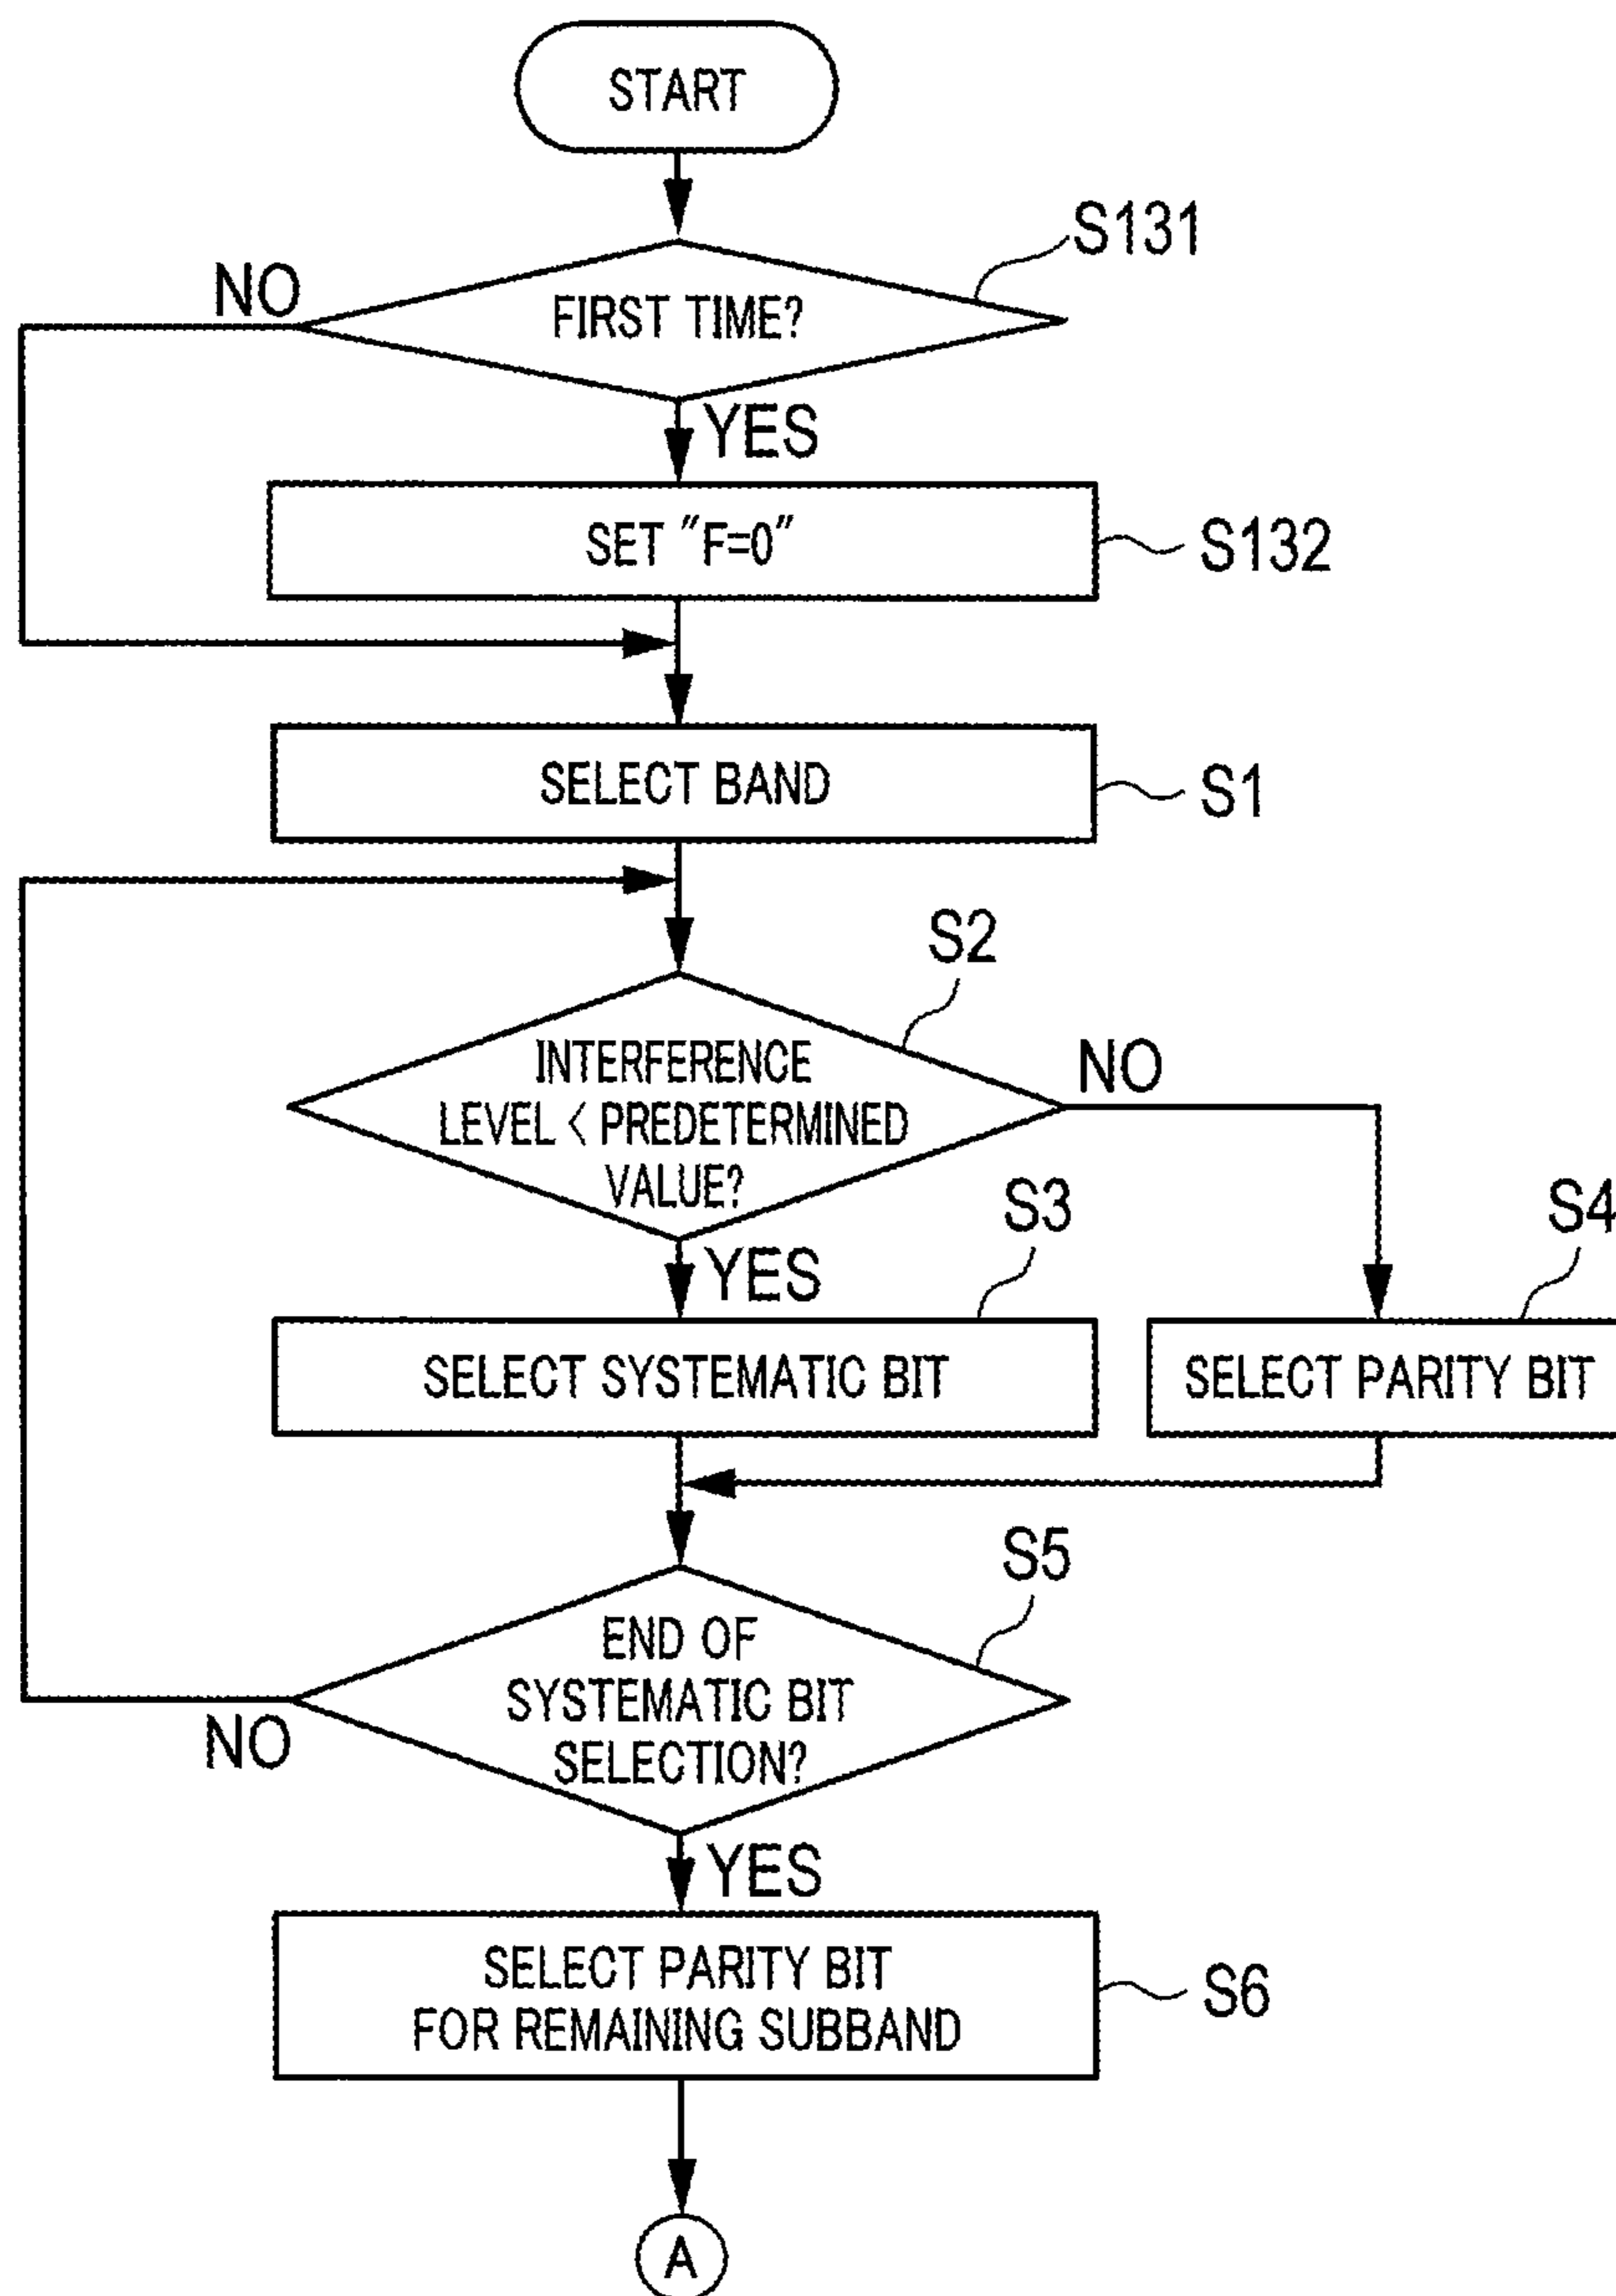 START
S131
NO
FIRST TIME?
YES
SET "F=0"
S132
SELECT BAND
S1
S2
INTERFERENCE
NO
LEVEL < PREDETERMINED
VALUE?
S3
S4
YES
SELECT SYSTEMATIC BIT
SELECT PARITY BIT
S5
END OF
SYSTEMATIC BIT
NO
SELECTION?
YES
SELECT PARITY BIT
FOR REMAINING SUBBAND
S6
A